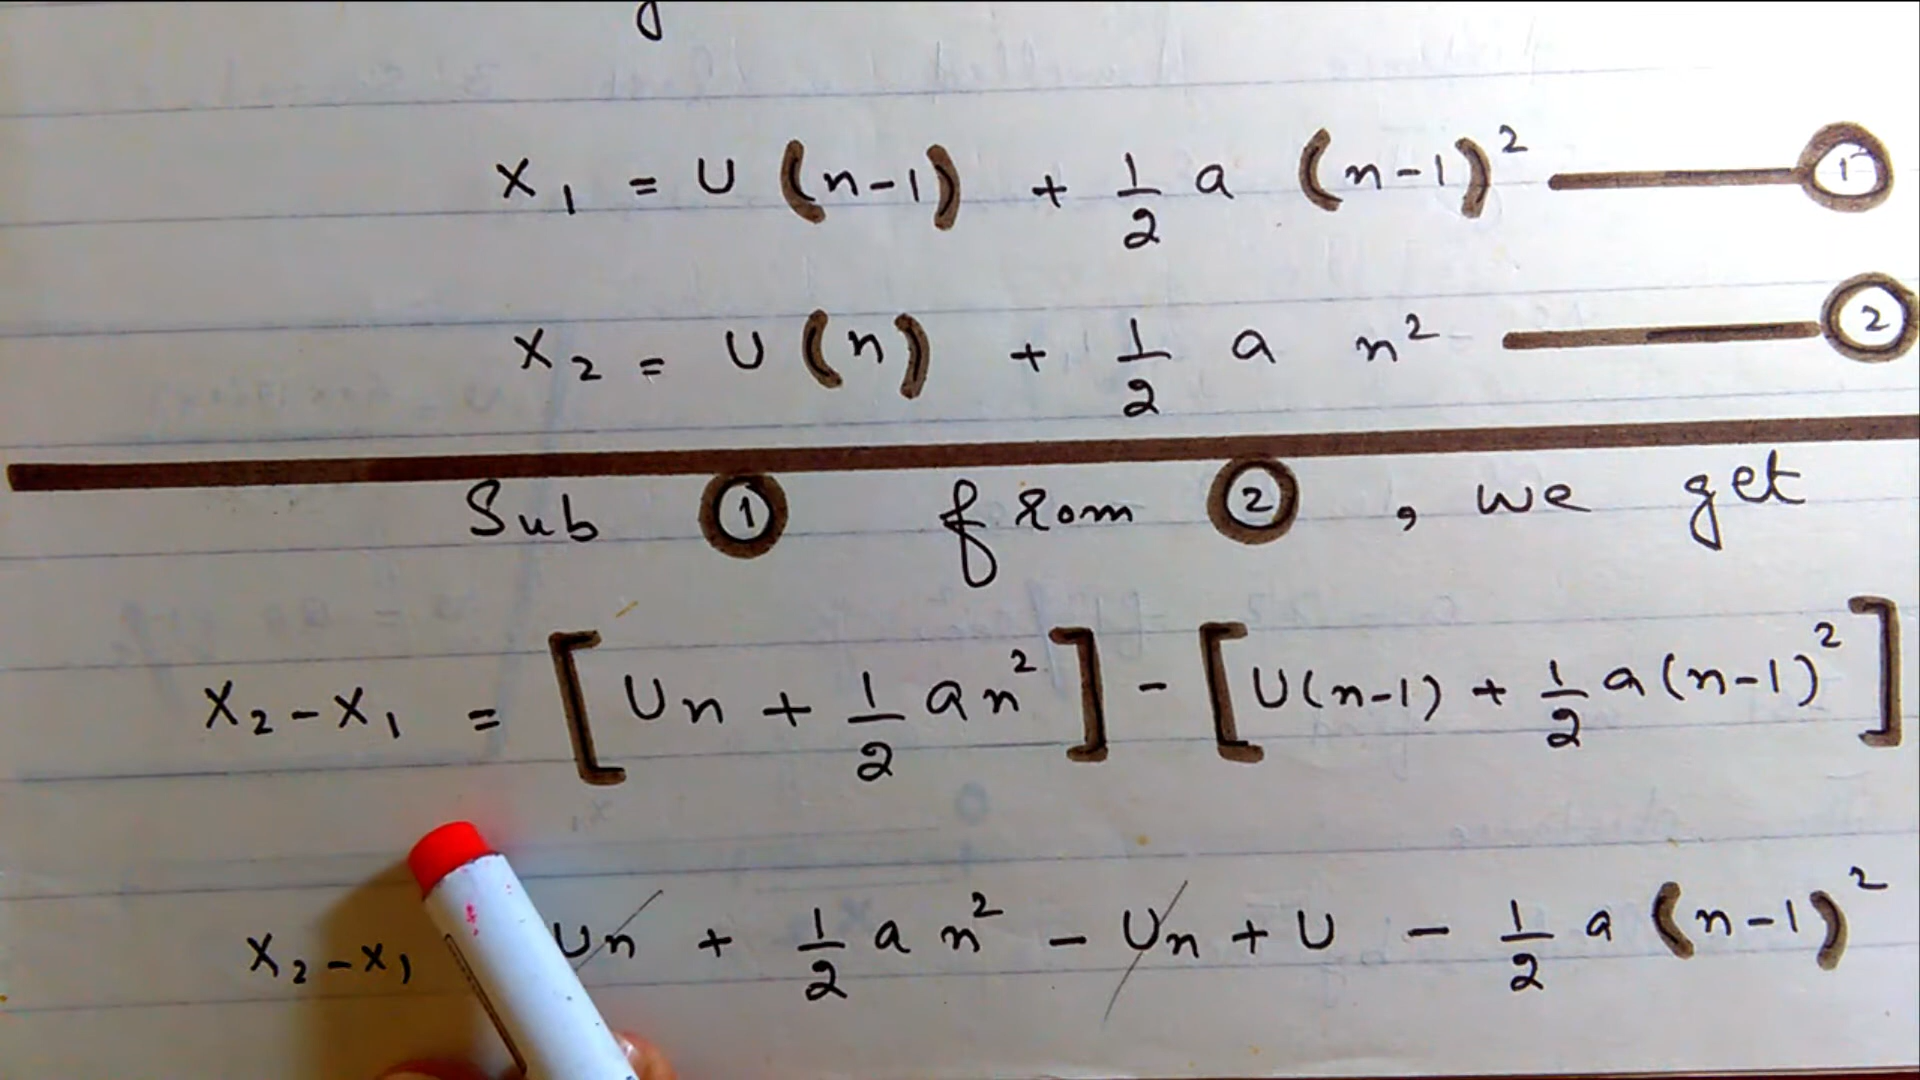 x₁ = U (n-1) + 1/2 a (n-1)² ——— ①
x₂ = U (n) + 1/2 a n² ——— ②
Sub ① from ②, we get
x₂ - x₁ = [Un + 1/2 an²] - [U(n-1) + 1/2 a(n-1)²]
x₂ - x₁ Un + 1/2 a n² - Un + U - 1/2 a (n-1)²